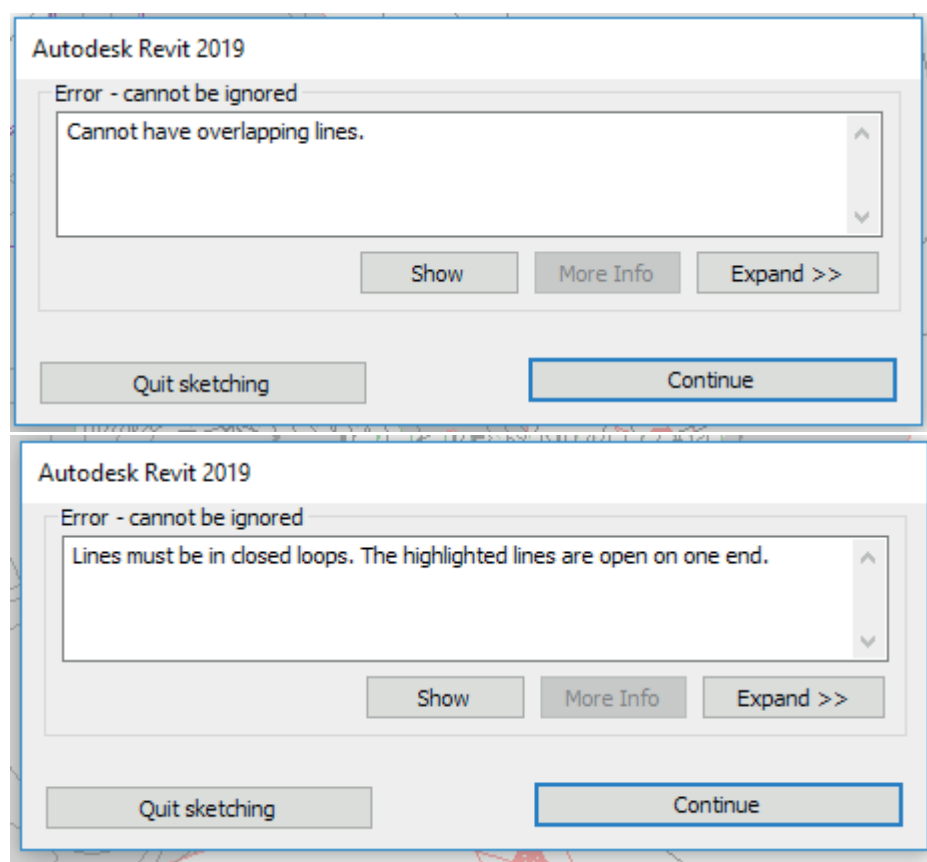 Autodesk Revit 2019
Error - cannot be ignored
Cannot have overlapping lines.
Show More Info Expand >>
Quit sketching Continue
Autodesk Revit 2019
Error - cannot be ignored
Lines must be in closed loops. The highlighted lines are open on one end.
Show More Info Expand >>
Quit sketching Continue